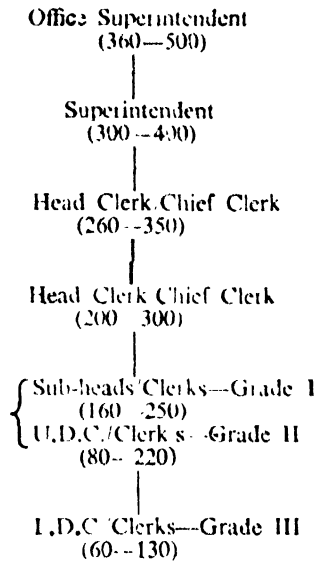 Office Superintendent
(360—500)
Superintendent
(300--400)
Head Clerk/Chief Clerk
(260--350)
Head Clerk Chief Clerk
(200 300)
Sub-heads/Clerks—Grade I
(160 250)
U.D.C./Clerks--Grade II
(80--220)
L.D.C/Clerks—Grade III
(60--130)